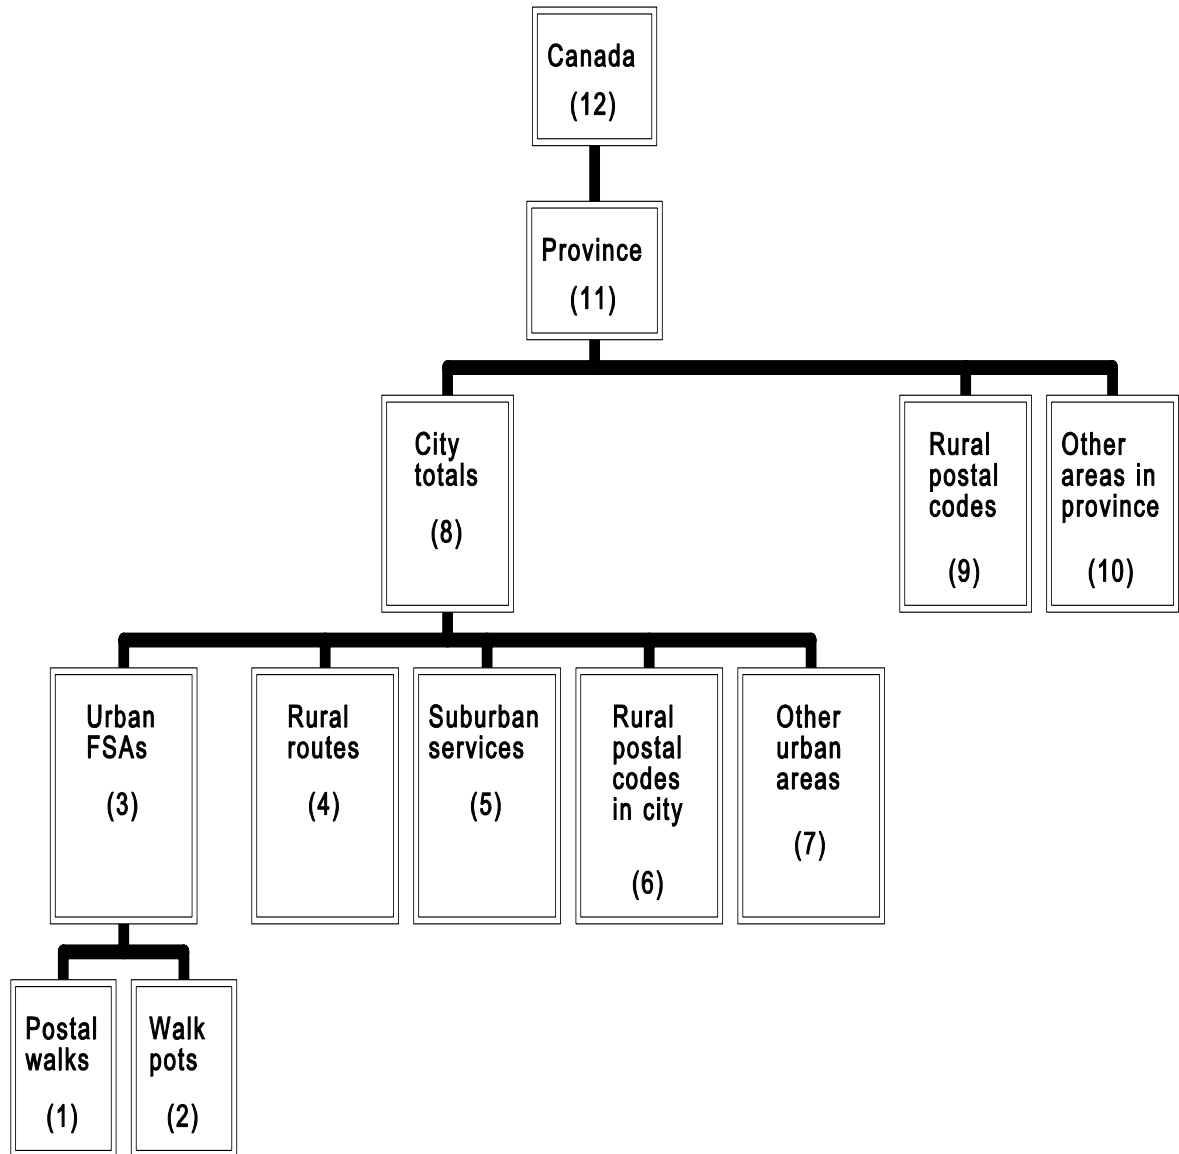 Canada
(12)
Province
(11)
City
totals
(8)
Rural
postal
codes
(9)
Other
areas in
province
(10)
Urban
FSAs
(3)
Rural
routes
(4)
Suburban
services
(5)
Rural
postal
codes
in city
(6)
Other
urban
areas
(7)
Postal
walks
(1)
Walk
pots
(2)